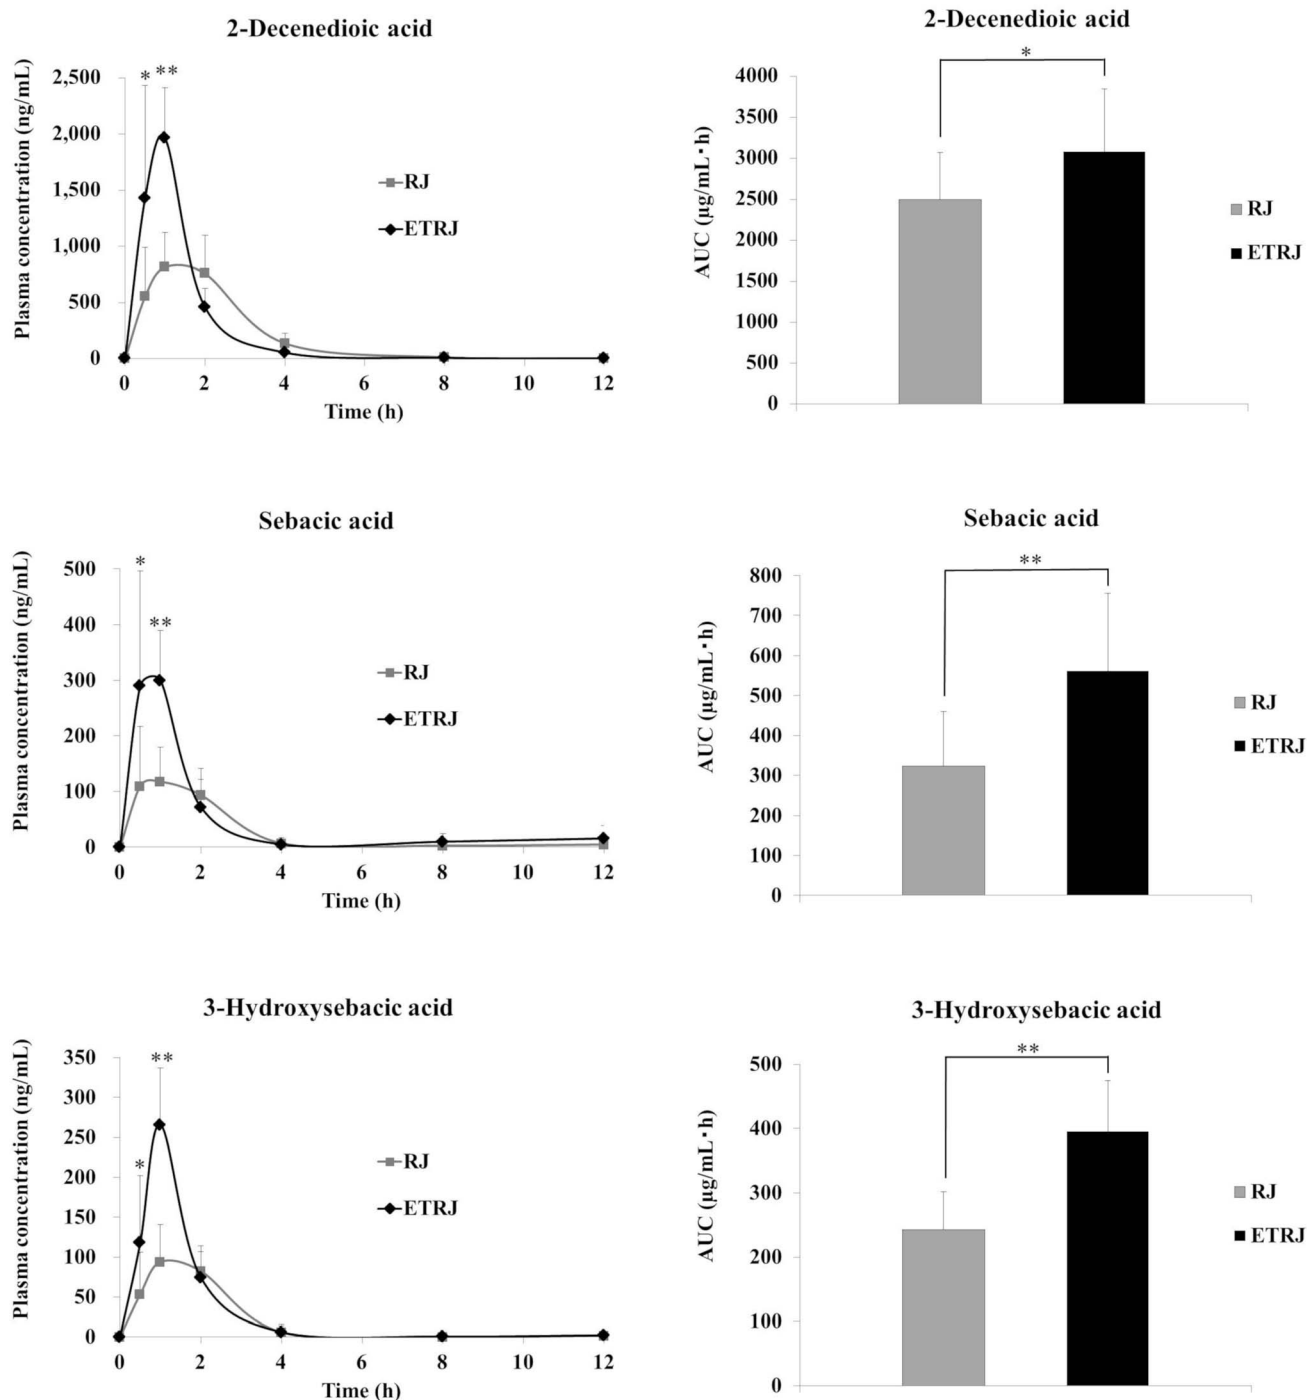 2-Decenedioic acid
Plasma concentration (ng/mL)
2,500
2,000
1,500
1,000
500
0
* **
RJ
ETRJ
0 2 4 6 8 10 12
Time (h)
2-Decenedioic acid
AUC (μg/mL·h)
4000
3500
3000
2500
2000
1500
1000
500
0
*
RJ
ETRJ
Sebacic acid
Plasma concentration (ng/mL)
500
400
300
200
100
0
*
**
RJ
ETRJ
0 2 4 6 8 10 12
Time (h)
Sebacic acid
AUC (μg/mL·h)
800
700
600
500
400
300
200
100
0
**
RJ
ETRJ
3-Hydroxysebacic acid
Plasma concentration (ng/mL)
350
300
250
200
150
100
50
0
**
*
RJ
ETRJ
0 2 4 6 8 10 12
Time (h)
3-Hydroxysebacic acid
AUC (μg/mL·h)
500
400
300
200
100
0
**
RJ
ETRJ